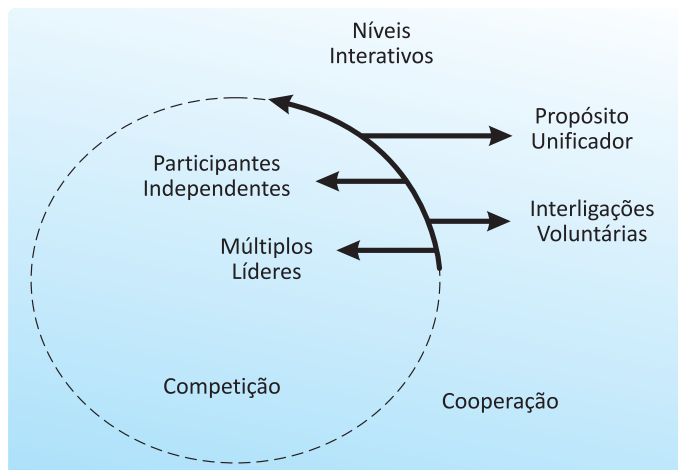 Níveis
Interativos
Propósito
Unificador
Participantes
Independentes
Interligações
Voluntárias
Múltiplos
Líderes
Competição
Cooperação